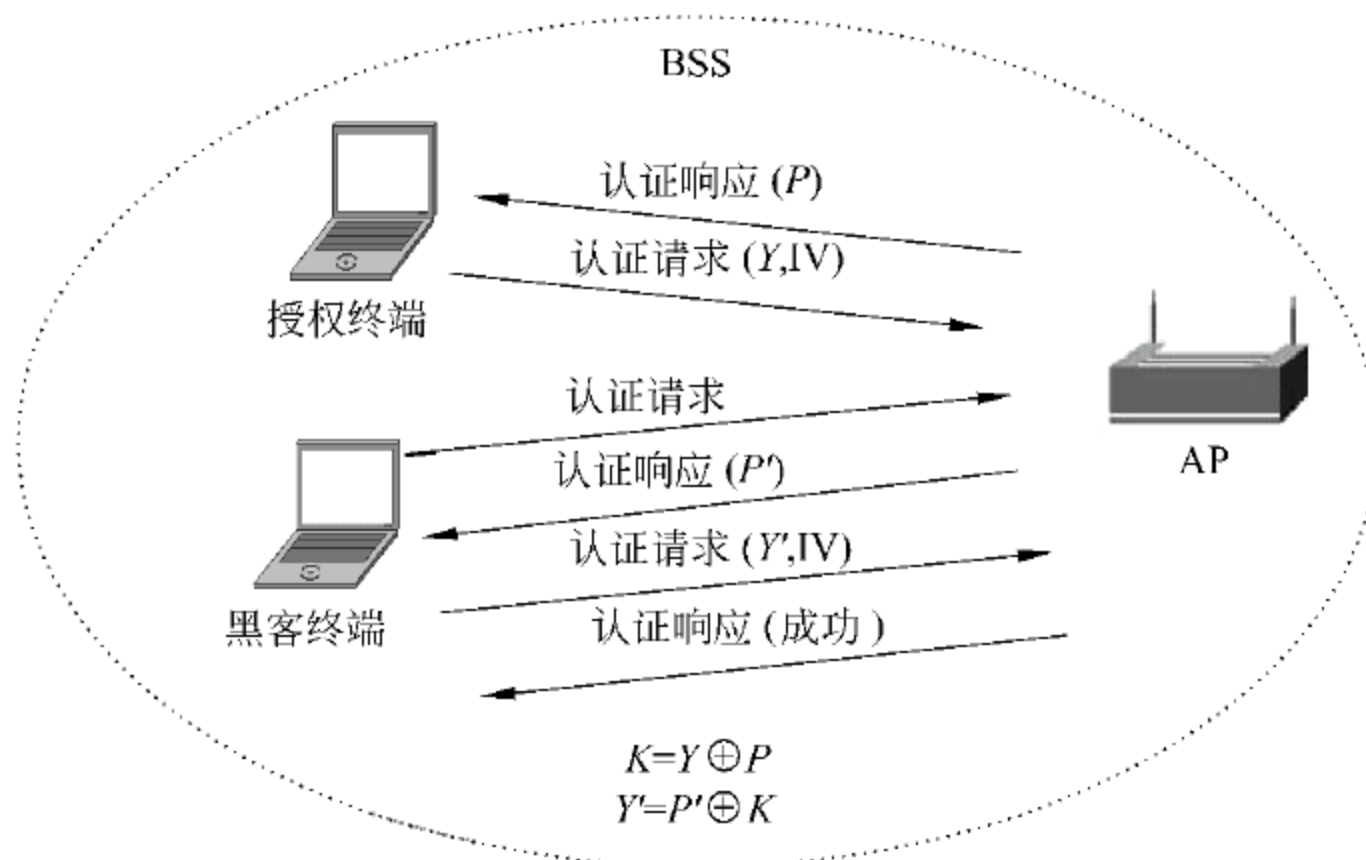 BSS
认证响应 (P)
认证请求 (Y,IV)
授权终端
认证请求
AP
认证响应 (P')
认证请求 (Y',IV)
黑客终端
认证响应 (成功 )
K=Y⊕P
Y'=P'⊕K